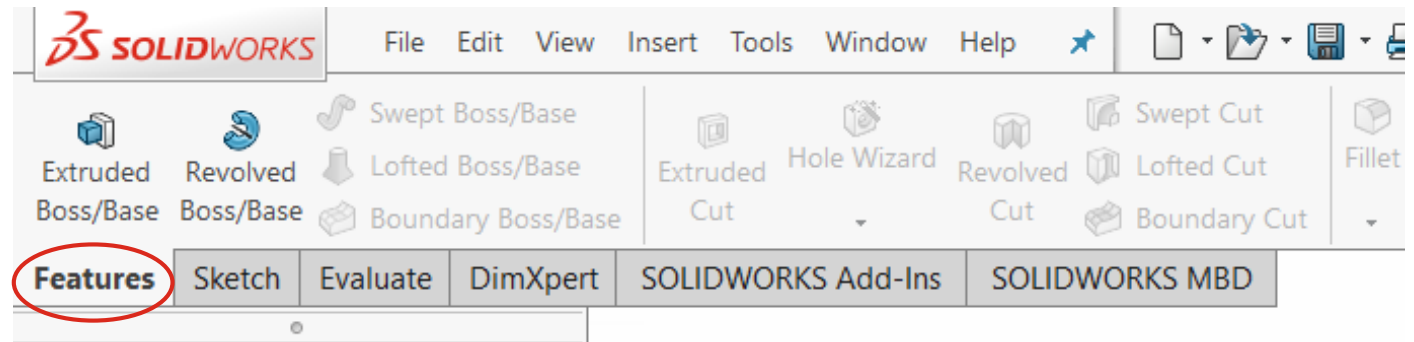 SOLIDWORKS File Edit View Insert Tools Window Help
Extruded Boss/Base
Revolved Boss/Base
Swept Boss/Base
Lofted Boss/Base
Boundary Boss/Base
Extruded Cut
Hole Wizard
Revolved Cut
Swept Cut
Lofted Cut
Boundary Cut
Fillet
Features Sketch Evaluate DimXpert SOLIDWORKS Add-Ins SOLIDWORKS MBD